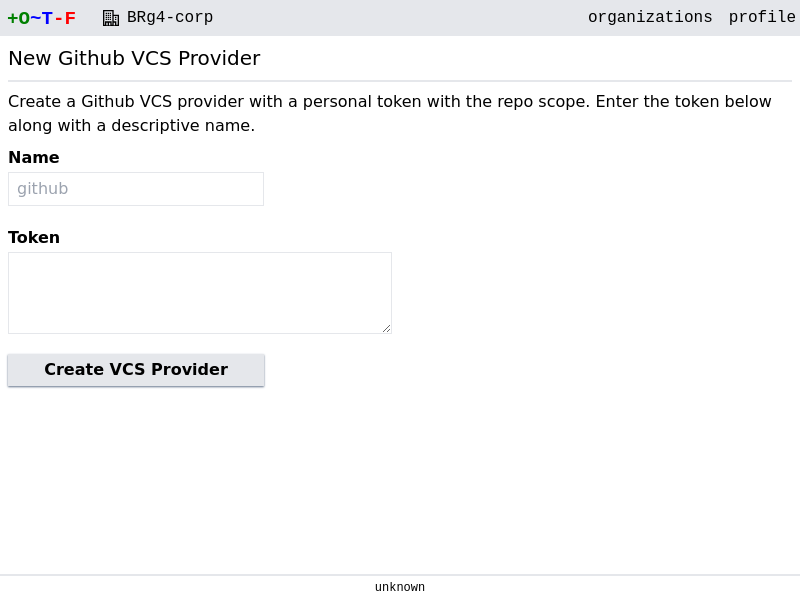 +O~T-F BRg4-corp organizations profile
New Github VCS Provider
Create a Github VCS provider with a personal token with the repo scope. Enter the token below
along with a descriptive name.
Name
github
Token
Create VCS Provider
unknown